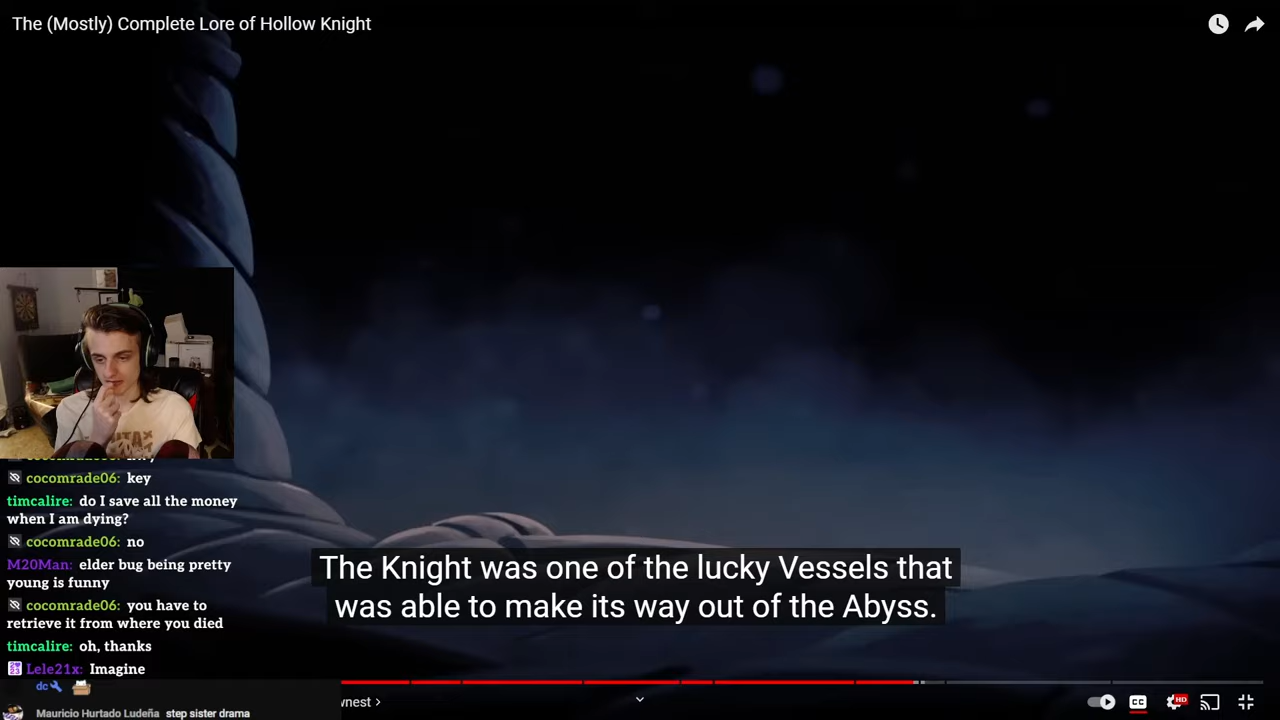 The (Mostly) Complete Lore of Hollow Knight
cocomrade06: key
timcalire: do I save all the money
when I am dying?
cocomrade06: no
M20Man: elder bug being pretty
young is funny
cocomrade06: you have to
retrieve it from where you died
timcalire: oh, thanks
Lele21x: Imagine
dc
Mauricio Hurtado Ludeña step sister drama
The Knight was one of the lucky Vessels that
was able to make its way out of the Abyss.
wnest
HD